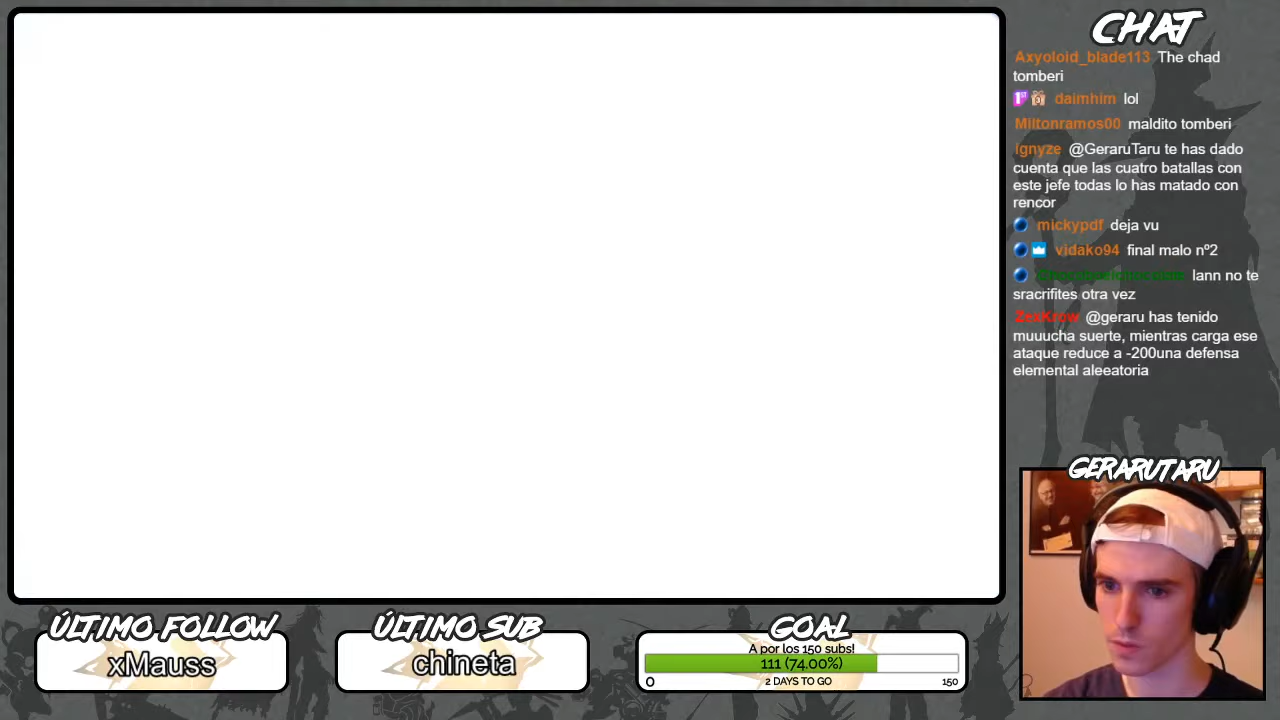 CHAT
Axyoloid_blade113 The chad
tomberi
1ST daimhim lol
Miltonramos00 maldito tomberi
Ignyze @GeraruTaru te has dado
cuenta que las cuatro batallas con
este jefe todas lo has matado con
rencor
mickypdf deja vu
vidako94 final malo nº2
lann no te
sracrifites otra vez
ZexKrow @geraru has tenido
muuucha suerte, mientras carga ese
ataque reduce a -200una defensa
elemental aleeatoria
GERARUTARU
ÚLTIMO FOLLOW
xMauss
ÚLTIMO SUB
chineta
GOAL
A por los 150 subs!
111 (74.00%)
0
2 DAYS TO GO
150